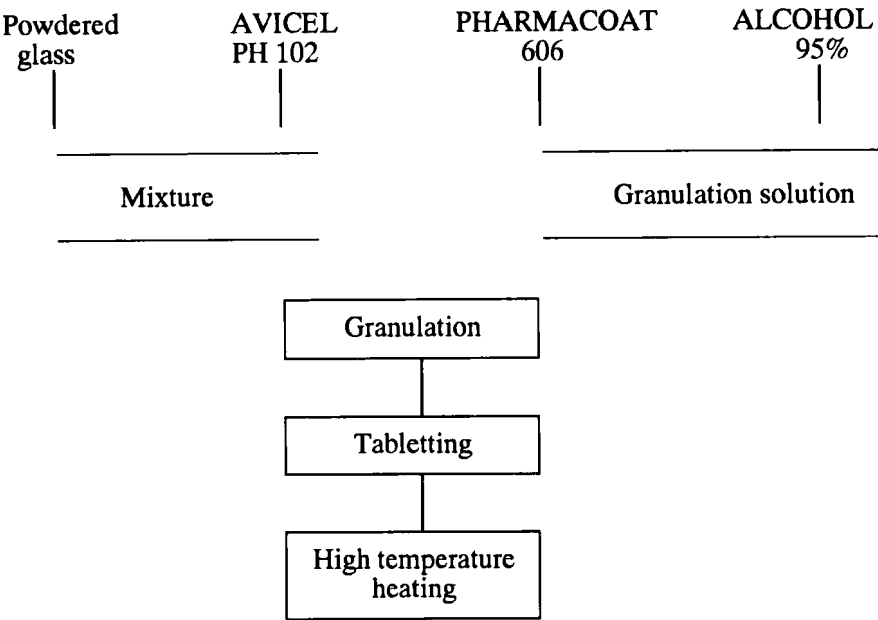 Powdered
glass
AVICEL
PH 102
PHARMACOAT
606
ALCOHOL
95%
Mixture
Granulation solution
Granulation
Tabletting
High temperature
heating